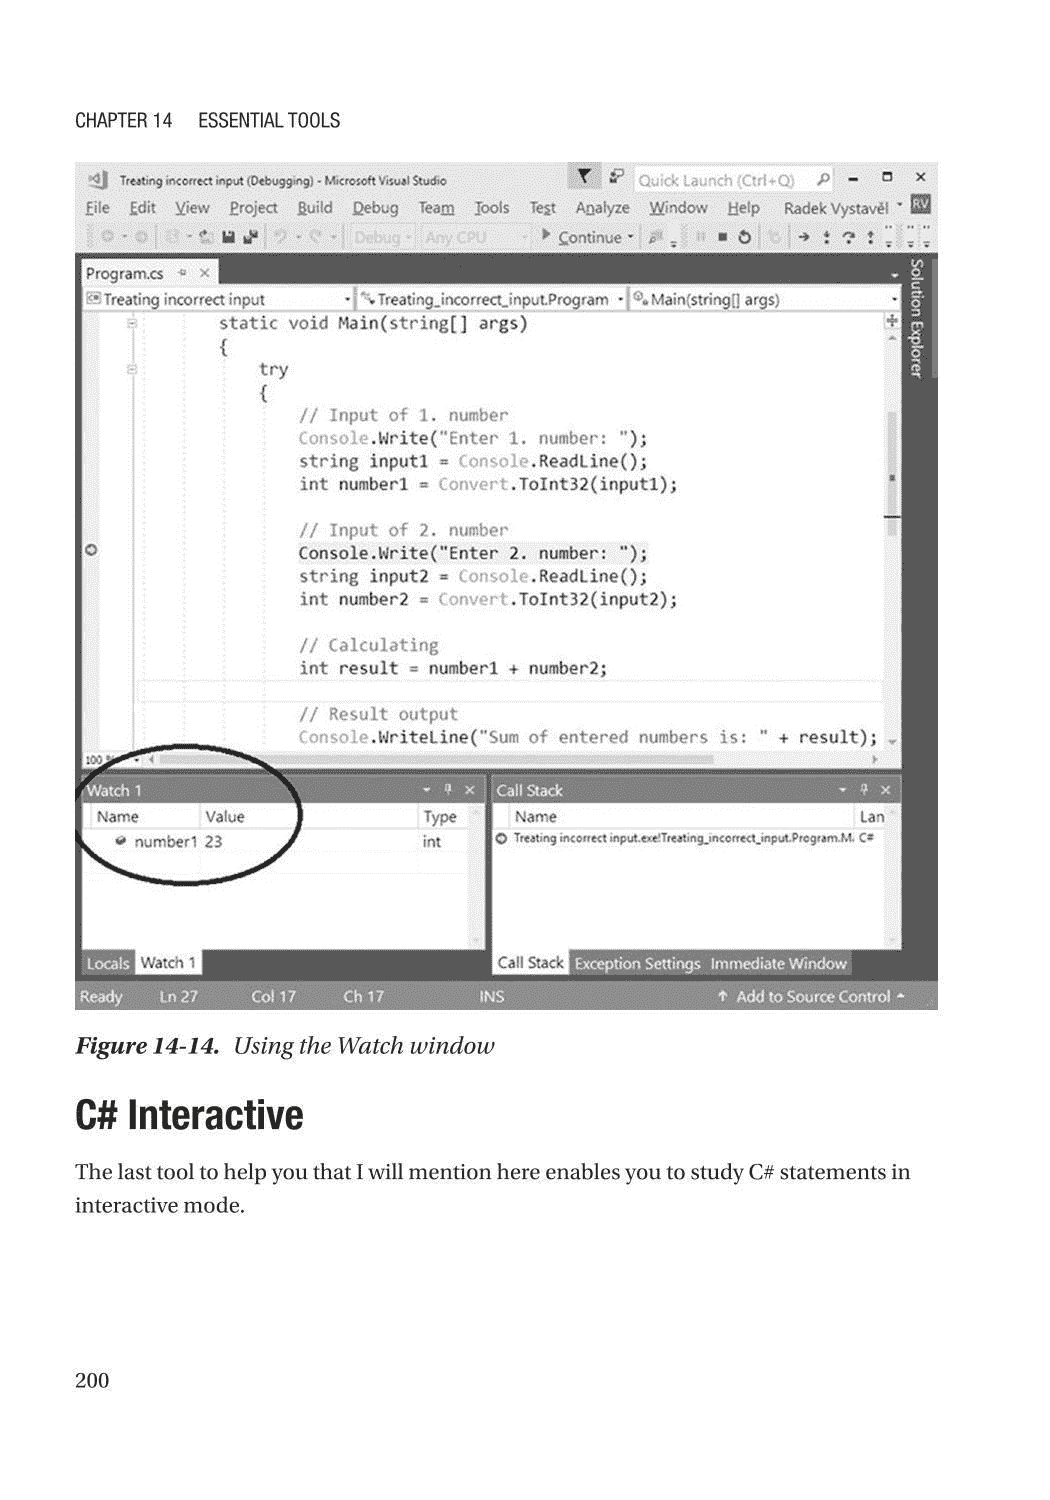 CHAPTER 14 ESSENTIAL TOOLS
Treating incorrect input (Debugging) - Microsoft Visual Studio
Quick Launch (Ctrl+Q)
File Edit View Project Build Debug Team Tools Test Analyze Window Help Radek Vystavěl RV
Debug Any CPU Continue
Program.cs
Solution Explorer
Treating incorrect input Treating_incorrect_input.Program Main(string[] args)
static void Main(string[] args)
{
try
{
// Input of 1. number
Console.Write("Enter 1. number: ");
string input1 = Console.ReadLine();
int number1 = Convert.ToInt32(input1);
// Input of 2. number
Console.Write("Enter 2. number: ");
string input2 = Console.ReadLine();
int number2 = Convert.ToInt32(input2);
// Calculating
int result = number1 + number2;
// Result output
Console.WriteLine("Sum of entered numbers is: " + result);
100 %
Watch 1 Call Stack
Name Value Type Name Lan
number1 23 int Treating incorrect input.exe!Treating_incorrect_input.Program.M. C#
Locals Watch 1 Call Stack Exception Settings Immediate Window
Ready Ln 27 Col 17 Ch 17 INS Add to Source Control
Figure 14-14. Using the Watch window
C# Interactive
The last tool to help you that I will mention here enables you to study C# statements in
interactive mode.
200